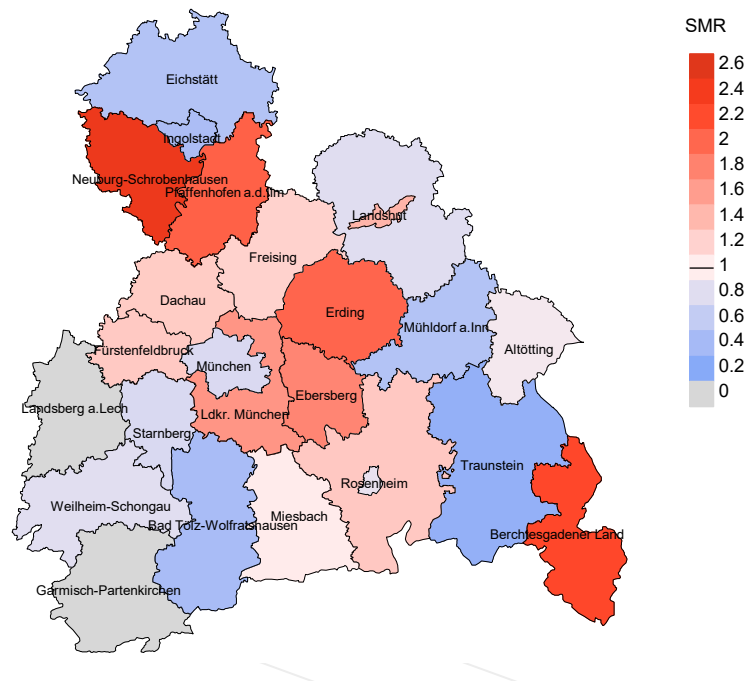 SMR
2.6
2.4
2.2
2
1.8
1.6
1.4
1.2
1
0.8
0.6
0.4
0.2
0
Eichstätt
Ingolstadt
Neuburg-Schrobenhausen
Pfaffenhofen a.d.Ilm
Landshut
Freising
Dachau
Erding
Mühldorf a.Inn
Altötting
Fürstenfeldbruck
München
Ebersberg
Landsberg a.Lech
Ldkr. München
Starnberg
Traunstein
Rosenheim
Weilheim-Schongau
Miesbach
Bad Tölz-Wolfratshausen
Berchtesgadener Land
Garmisch-Partenkirchen